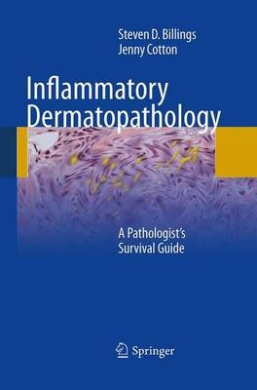 Steven D. Billings
Jenny Cotton
Inflammatory
Dermatopathology
A Pathologist's
Survival Guide
Springer